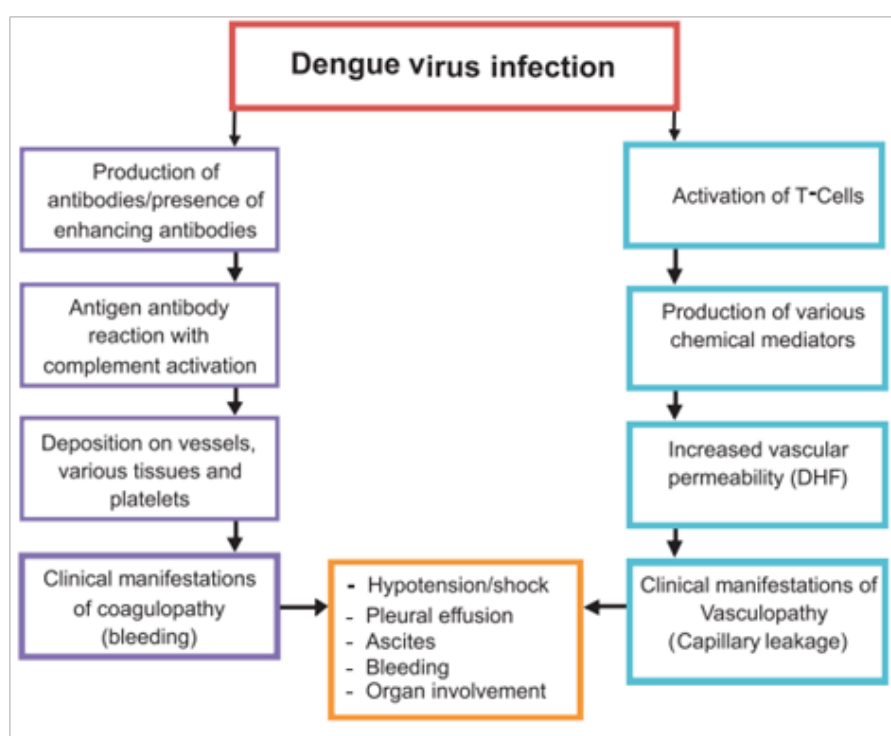 Dengue virus infection
Production of
antibodies/presence of
enhancing antibodies
Antigen antibody
reaction with
complement activation
Deposition on vessels,
various tissues and
platelets
Clinical manifestations
of coagulopathy
(bleeding)
Activation of T-Cells
Production of various
chemical mediators
Increased vascular
permeability (DHF)
Clinical manifestations of
Vasculopathy
(Capillary leakage)
- Hypotension/shock
- Pleural effusion
- Ascites
- Bleeding
- Organ involvement